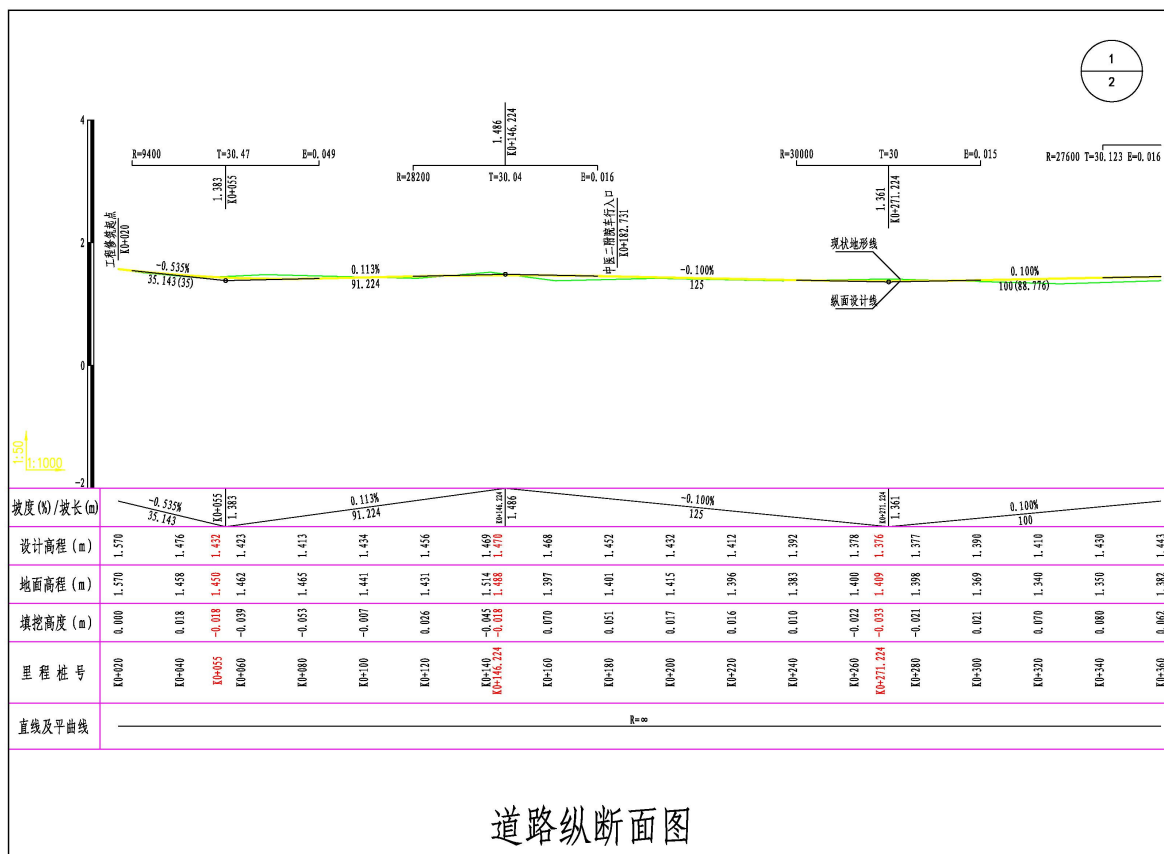 1
2
4
2
0
-2
R=9400 T=30.47 E=0.049
1.383
K0+055
1.486
K0+146.224
R=28200 T=30.04 E=0.016
R=30000 T=30 E=0.015
1.361
K0+271.224
R=27600 T=30.123 E=0.016
工程修筑起点
K0+020
中医二附院车行入口
K0+182.731
现状地形线
纵面设计线
-0.535%
35.143(35)
0.113%
91.224
-0.100%
125
0.100%
100(88.776)
1:50
1:1000
坡度(%)/坡长(m)
-0.535%
35.143
K0+055
1.383
0.113%
91.224
K0+146.224
1.486
-0.100%
125
K0+271.224
1.361
0.100%
100
设计高程(m) 1.570 1.476 1.432 1.423 1.413 1.434 1.456 1.469 1.470 1.468 1.452 1.432 1.412 1.392 1.378 1.376 1.377 1.390 1.410 1.430 1.443
地面高程(m) 1.570 1.458 1.450 1.462 1.465 1.441 1.431 1.514 1.488 1.397 1.401 1.415 1.396 1.383 1.400 1.409 1.398 1.369 1.340 1.350 1.382
填挖高度(m) 0.000 0.018 -0.018 -0.039 -0.053 -0.007 0.026 -0.045 -0.018 0.070 0.051 0.017 0.016 0.010 -0.022 -0.033 -0.021 0.021 0.070 0.080 0.062
里程桩号 K0+020 K0+040 K0+055 K0+060 K0+080 K0+100 K0+120 K0+140 K0+146.224 K0+160 K0+180 K0+200 K0+220 K0+240 K0+260 K0+271.224 K0+280 K0+300 K0+320 K0+340 K0+360
直线及平曲线 R=∞
道路纵断面图